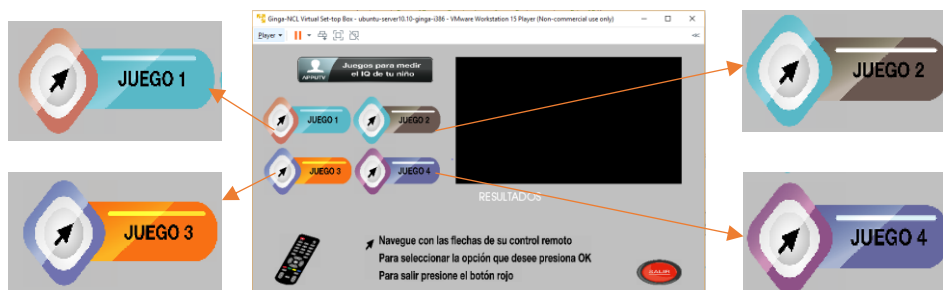 JUEGO 1
JUEGO 3
Ginga-NCL Virtual Set-top Box - ubuntu-server10.10-ginga-i386 - VMware Workstation 15 Player (Non-commercial use only)
Player
APPGTV
Juegos para medir
el IQ de tu niño
JUEGO 1
JUEGO 2
JUEGO 3
JUEGO 4
RESULTADOS
Navegue con las flechas de su control remoto
Para seleccionar la opción que desee presiona OK
Para salir presione el botón rojo
SALIR
JUEGO 2
JUEGO 4